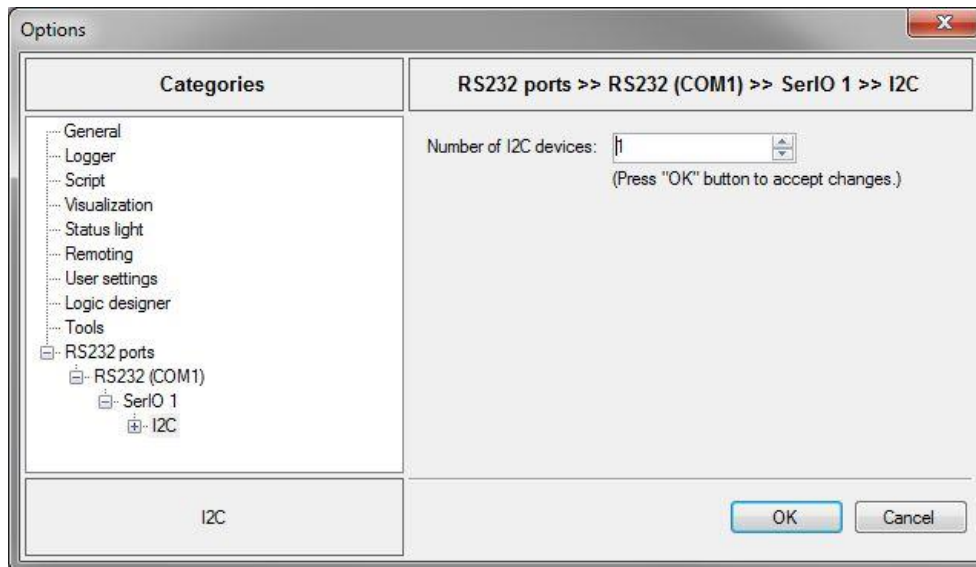 Options
Categories
General
Logger
Script
Visualization
Status light
Remoting
User settings
Logic designer
Tools
RS232 ports
RS232 (COM1)
SerIO 1
I2C
I2C
RS232 ports >> RS232 (COM1) >> SerIO 1 >> I2C
Number of I2C devices: 1
(Press "OK" button to accept changes.)
OK Cancel